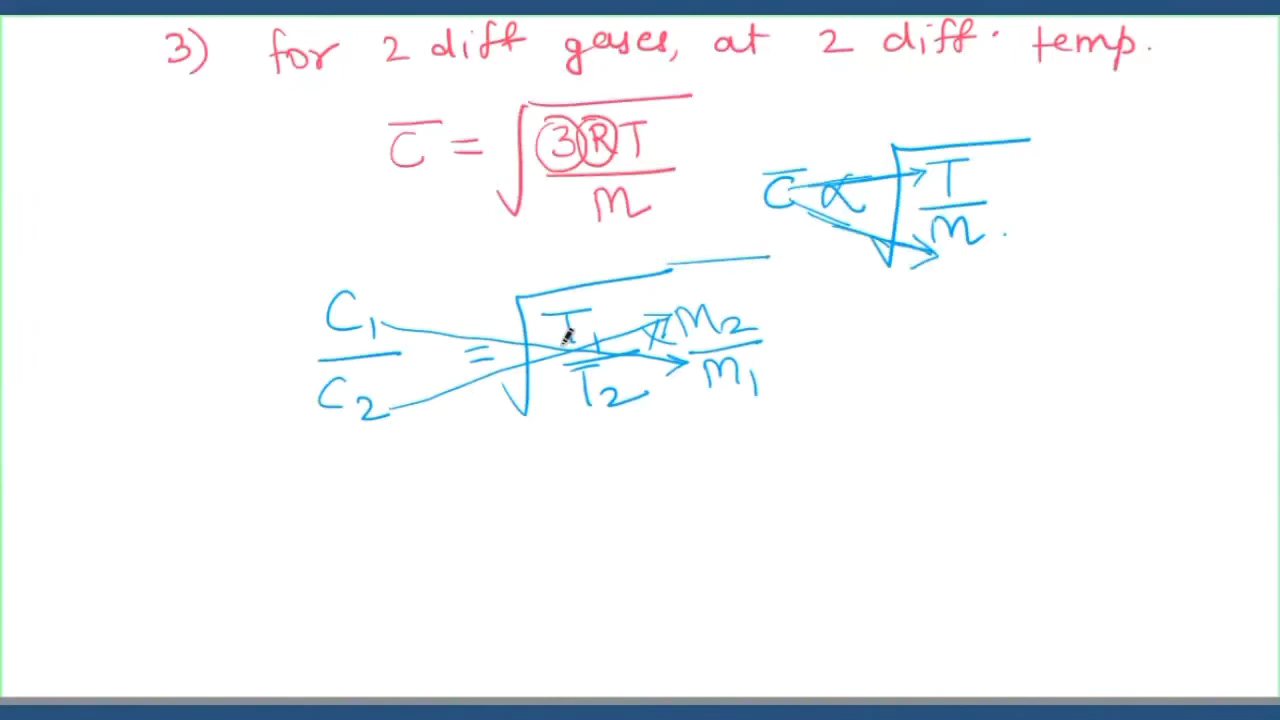 3) for 2 diff gases, at 2 diff. temp.
C̅ = √(3RT/M)
C̅ ∝ √(T/M).
C₁/C₂ = √(T₁/T₂ × M₂/M₁)